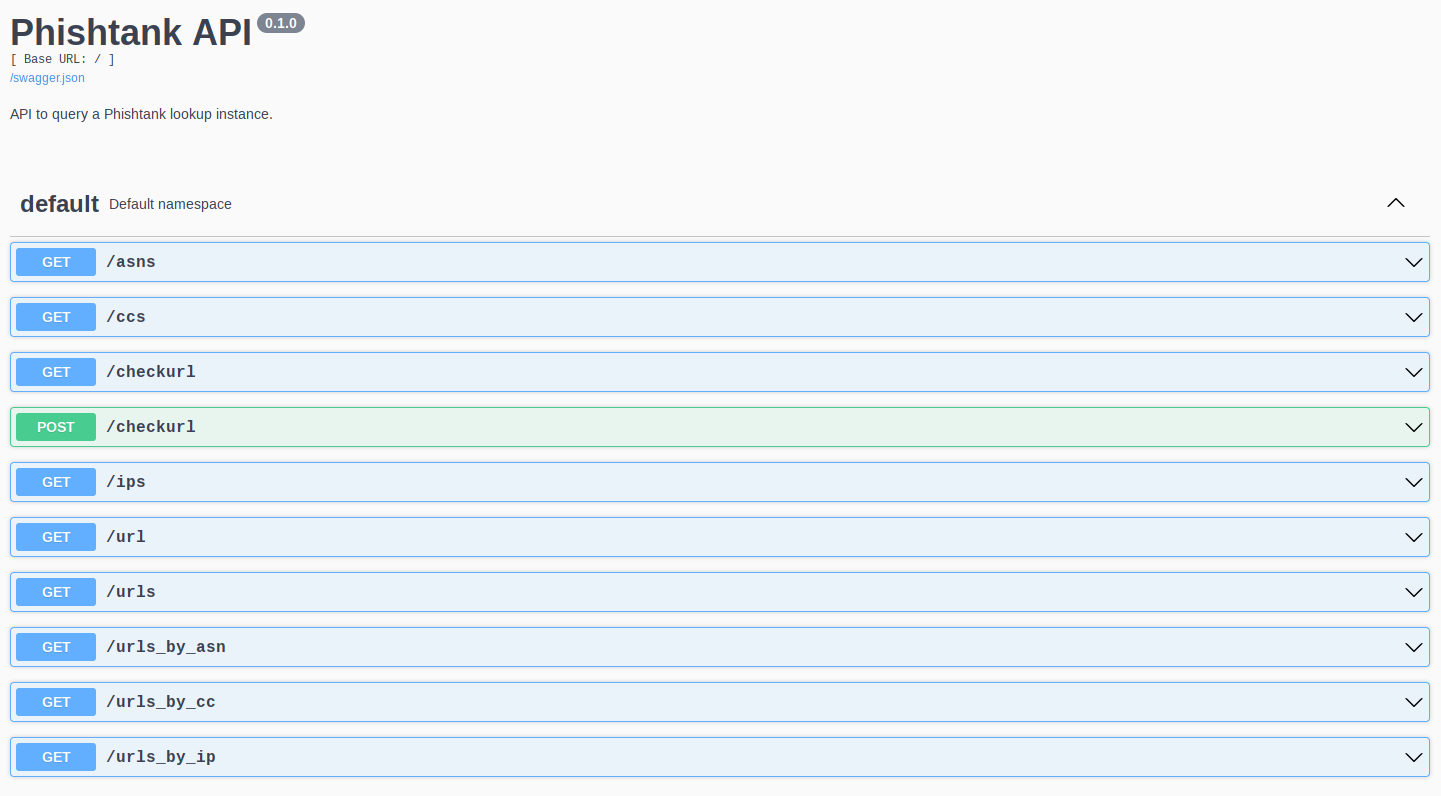 Phishtank API 0.1.0
[ Base URL: / ]
/swagger.json
API to query a Phishtank lookup instance.
default Default namespace
GET /asns
GET /ccs
GET /checkurl
POST /checkurl
GET /ips
GET /url
GET /urls
GET /urls_by_asn
GET /urls_by_cc
GET /urls_by_ip